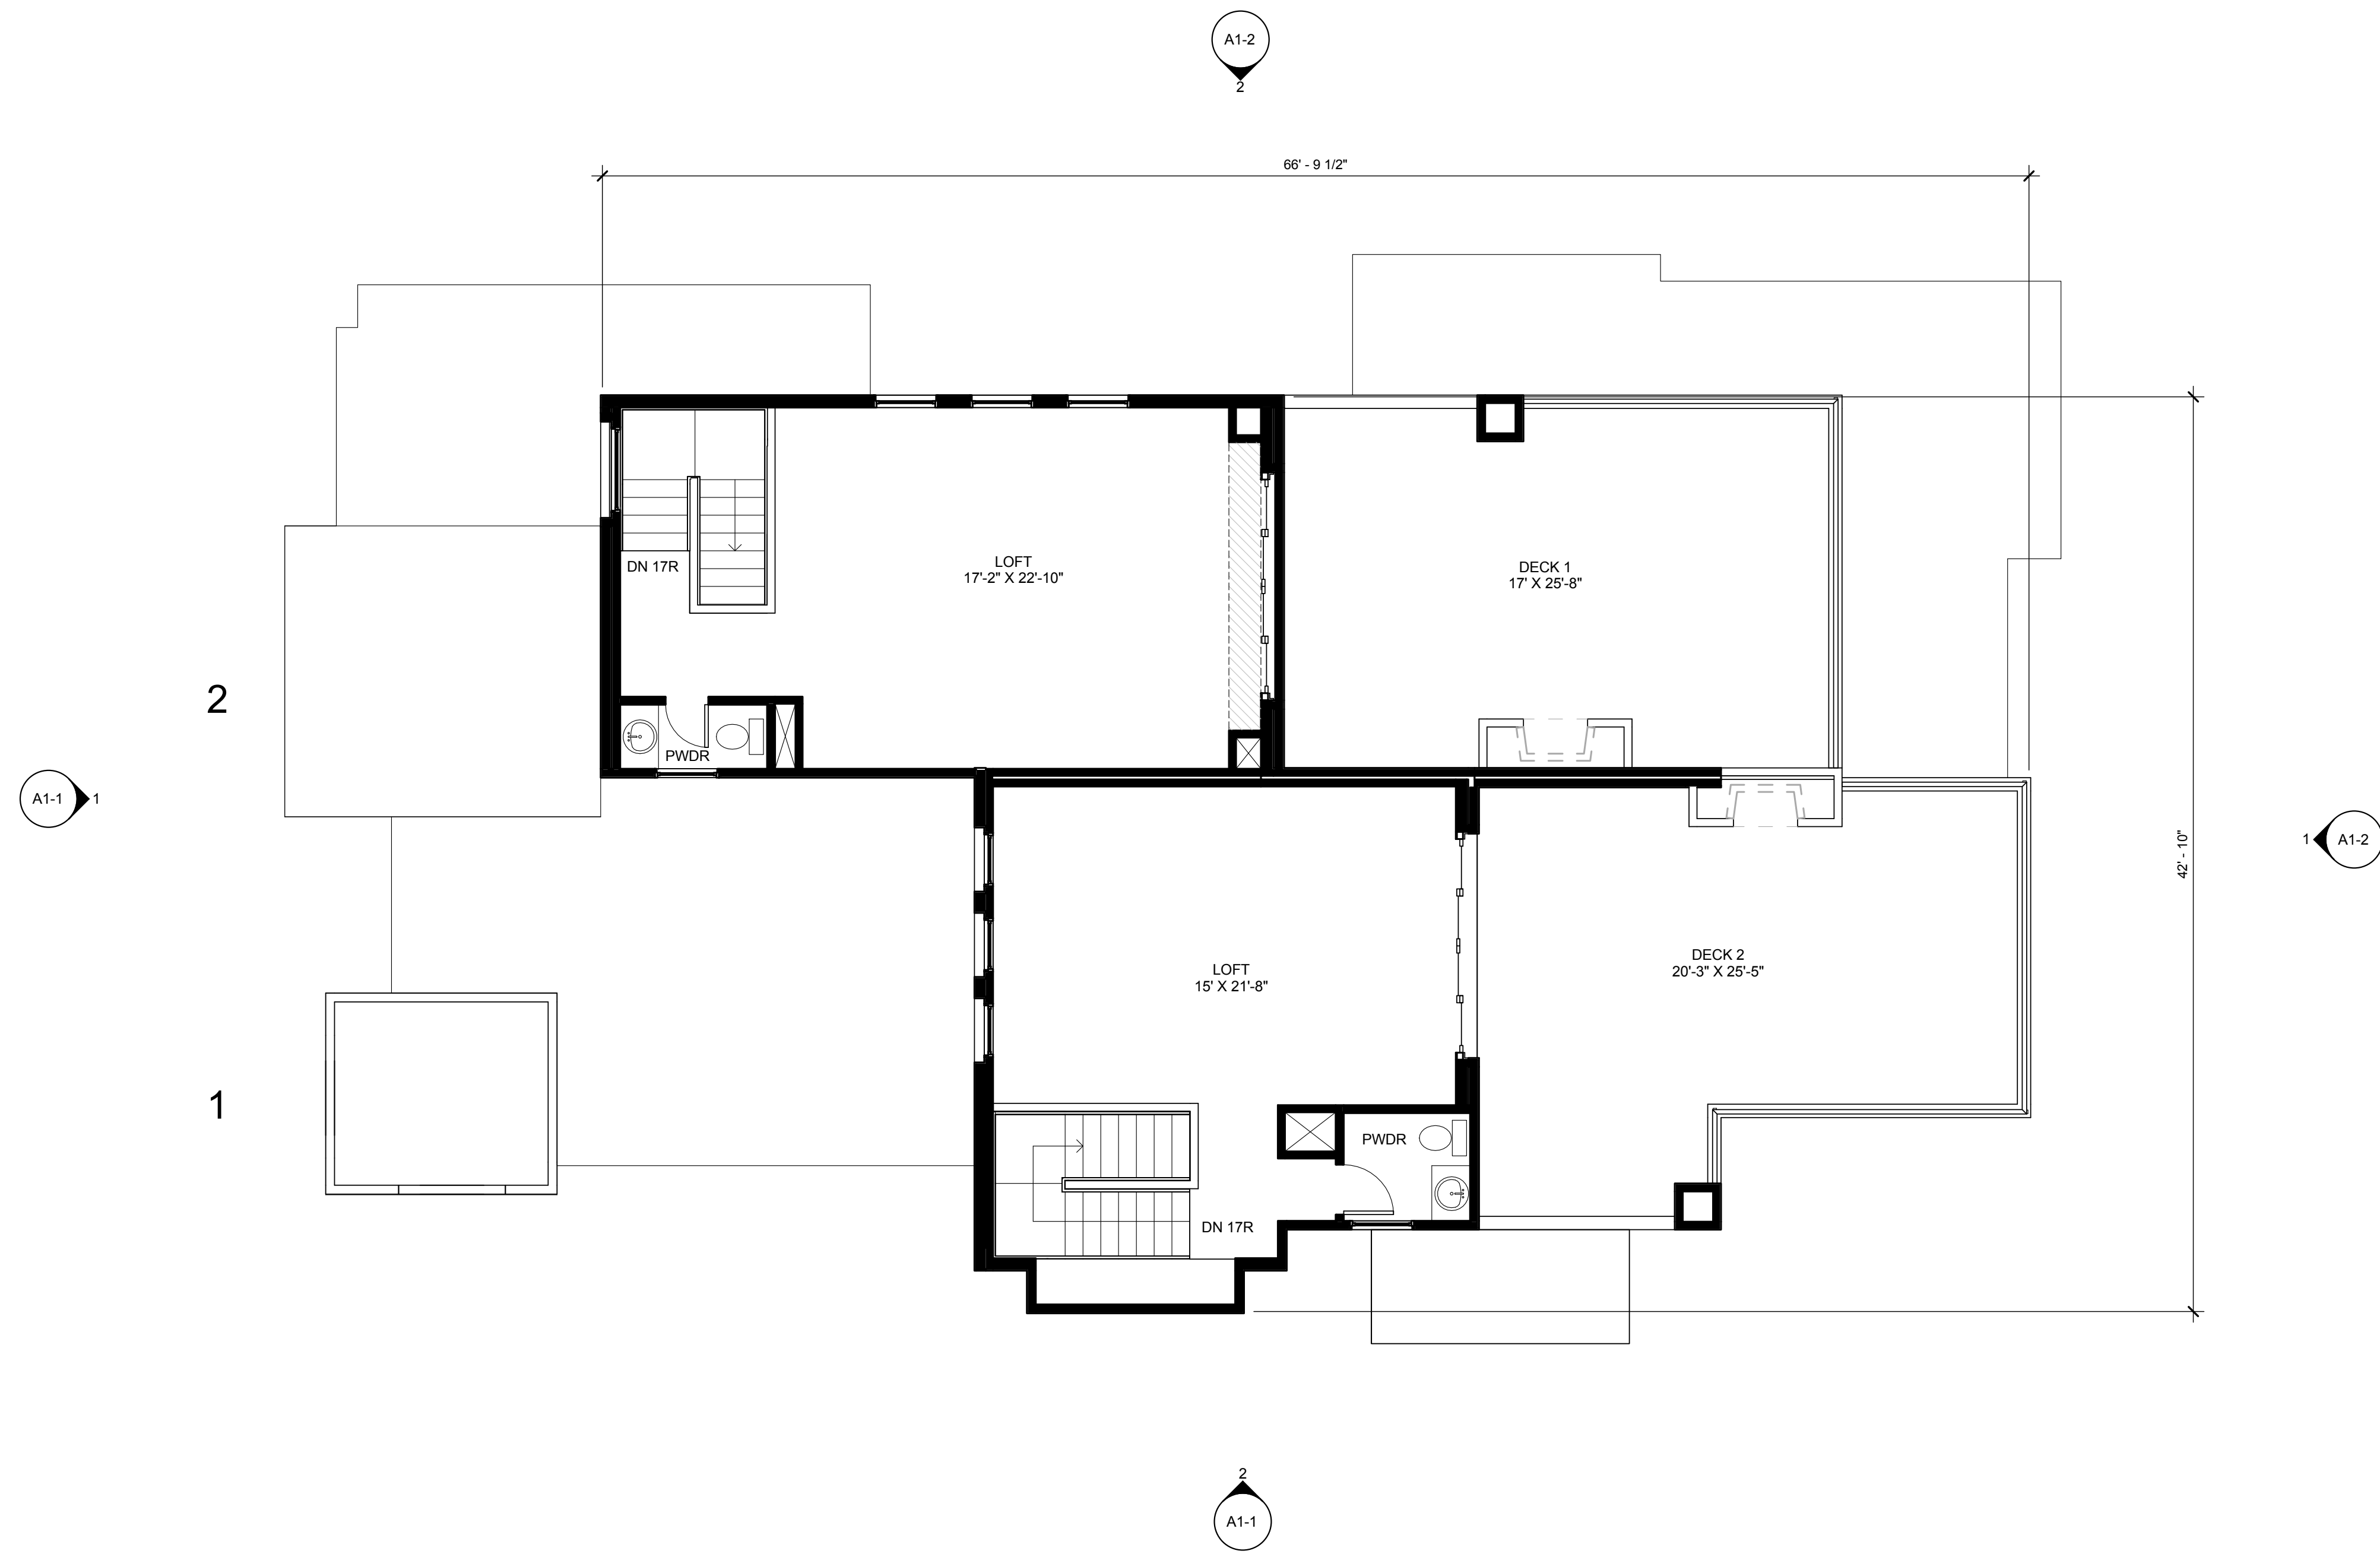 A1-2
2
66' - 9 1/2"
LOFT
17'-2" X 22'-10"
DECK 1
17' X 25'-8"
DN 17R
2
PWDR
A1-1
1
42' - 10"
1
A1-2
DECK 2
20'-3" X 25'-5"
LOFT
15' X 21'-8"
1
PWDR
DN 17R
2
A1-1